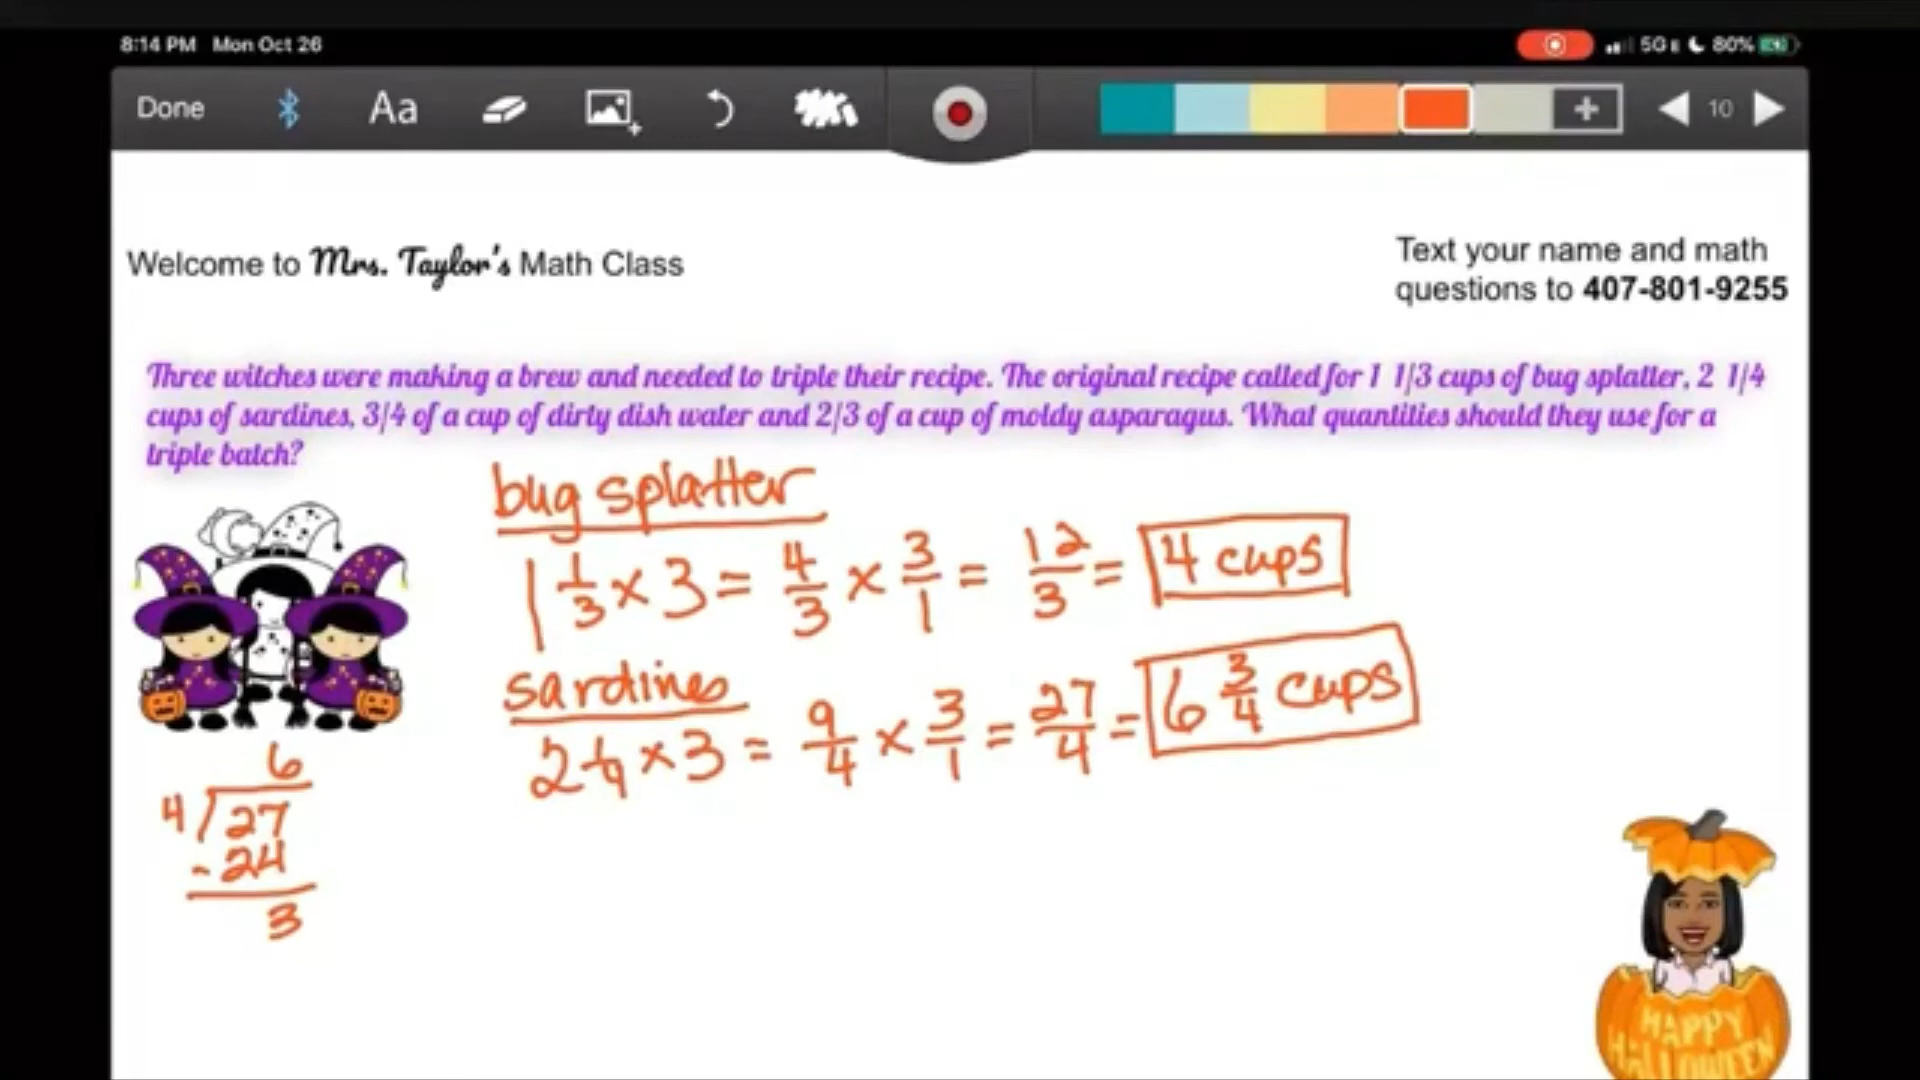 8:14 PM Mon Oct 26
5G E 80%
Done Aa 10
Welcome to Mrs. Taylor's Math Class
Text your name and math
questions to 407-801-9255
Three witches were making a brew and needed to triple their recipe. The original recipe called for 1 1/3 cups of bug splatter, 2 1/4
cups of sardines, 3/4 of a cup of dirty dish water and 2/3 of a cup of moldy asparagus. What quantities should they use for a
triple batch?
bug splatter
1 1/3 × 3 = 4/3 × 3/1 = 12/3 = 4 cups
sardines
2 1/4 × 3 = 9/4 × 3/1 = 27/4 = 6 3/4 cups
6
4 27
-24
3
HAPPY
HALLOWEEN